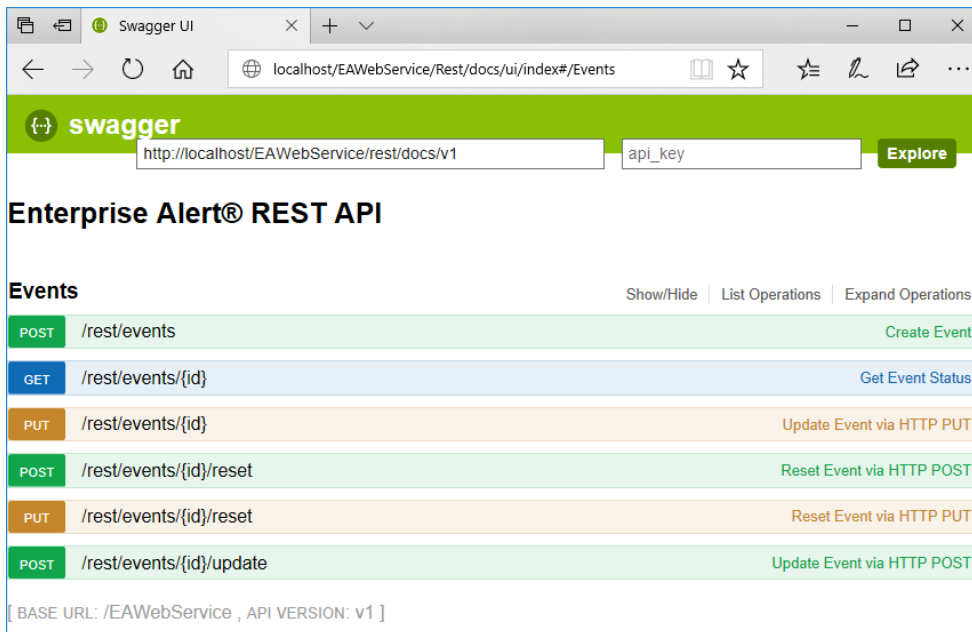 Swagger UI
localhost/EAWebService/Rest/docs/ui/index#/Events
{··} swagger
http://localhost/EAWebService/rest/docs/v1 api_key Explore
Enterprise Alert® REST API
Events Show/Hide List Operations Expand Operations
POST /rest/events Create Event
GET /rest/events/{id} Get Event Status
PUT /rest/events/{id} Update Event via HTTP PUT
POST /rest/events/{id}/reset Reset Event via HTTP POST
PUT /rest/events/{id}/reset Reset Event via HTTP PUT
POST /rest/events/{id}/update Update Event via HTTP POST
[ BASE URL: /EAWebService , API VERSION: v1 ]